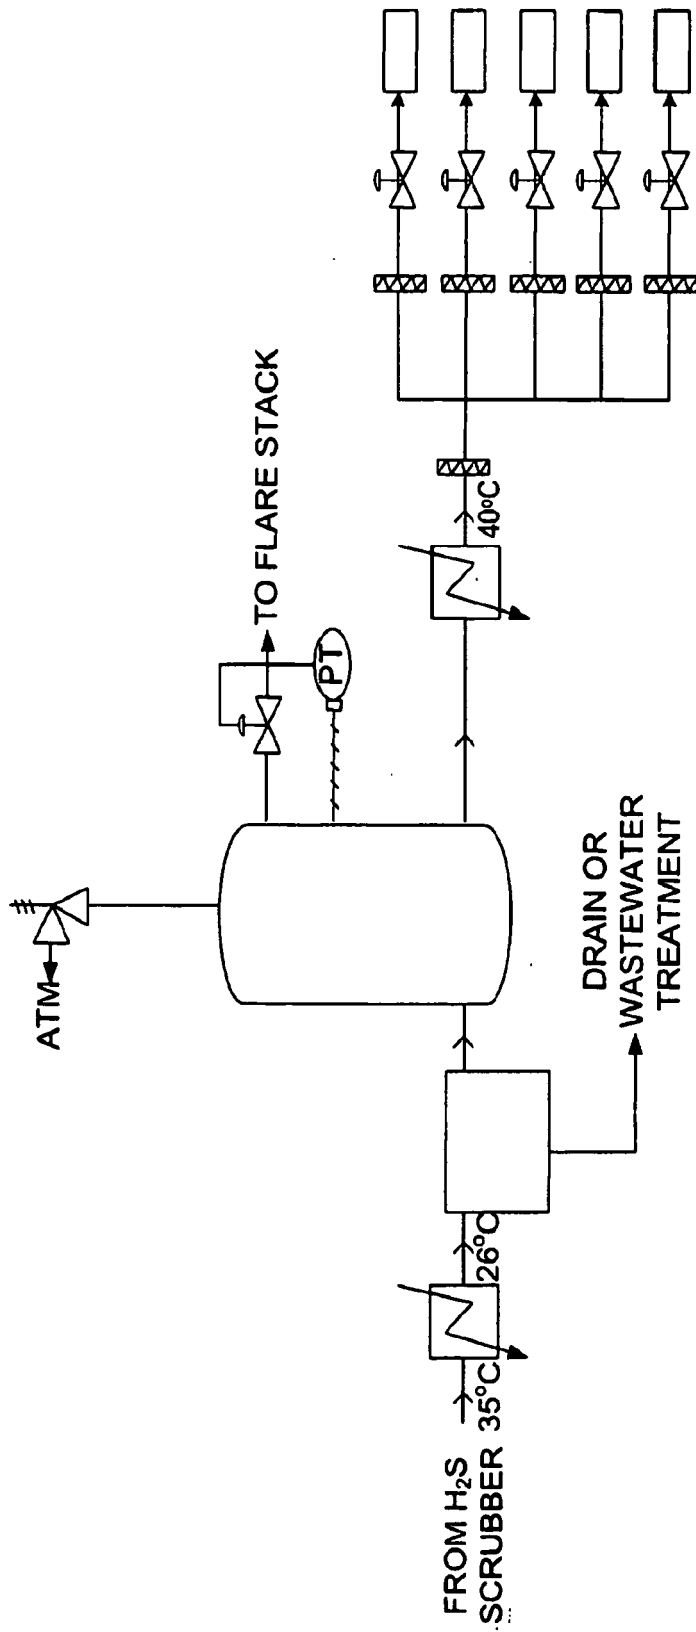 FROM H₂S
SCRUBBER
35°C
26°C
DRAIN OR
WASTEWATER
TREATMENT
ATM
TO FLARE STACK
PT
40°C